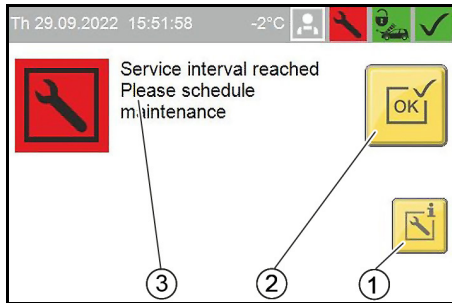 Th 29.09.2022 15:51:58 -2°C
Service interval reached
Please schedule
maintenance
OK
i
3
2
1